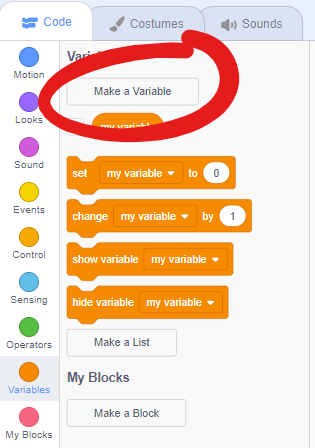 Code
Costumes
Sounds
Motion
Looks
Sound
Events
Control
Sensing
Operators
Variables
My Blocks
Make a Variable
my variable
set my variable to 0
change my variable by 1
show variable my variable
hide variable my variable
Make a List
My Blocks
Make a Block